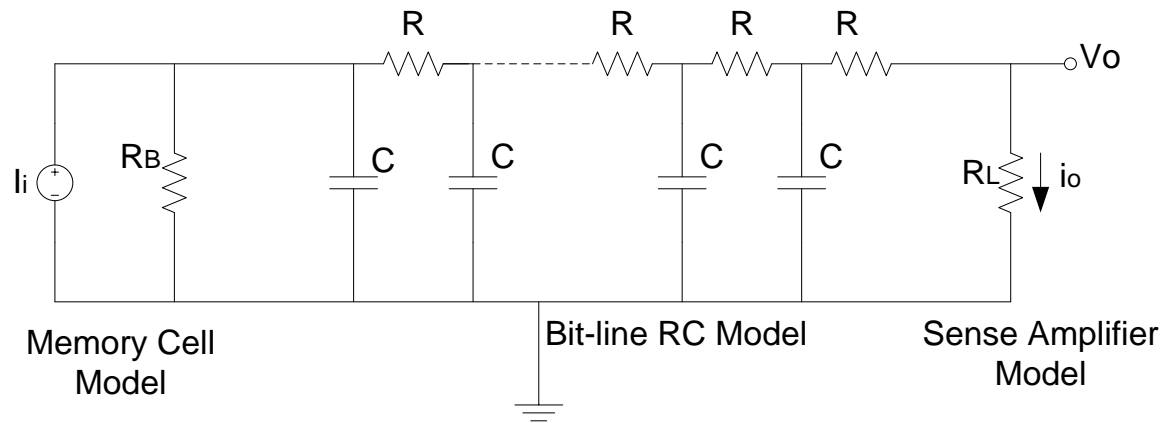 R
R
R
R
Vo
Ii
RB
C
C
C
C
RL
io
Memory Cell
Model
Bit-line RC Model
Sense Amplifier
Model